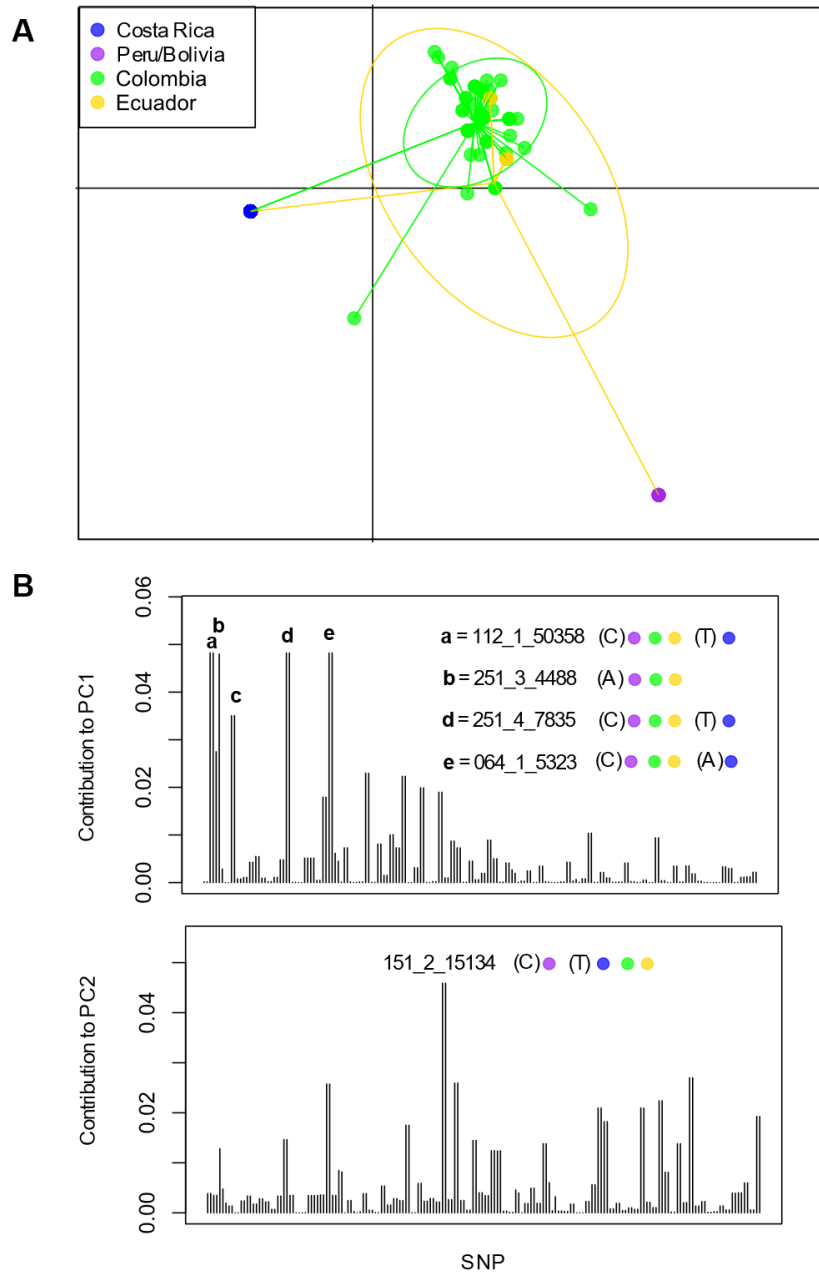 A
Costa Rica
Peru/Bolivia
Colombia
Ecuador
B
Contribution to PC1
0.00 0.02 0.04 0.06
a b c d e
a = 112_1_50358 (C) (T)
b = 251_3_4488 (A)
d = 251_4_7835 (C) (T)
e = 064_1_5323 (C) (A)
Contribution to PC2
0.00 0.02 0.04
151_2_15134 (C) (T)
SNP